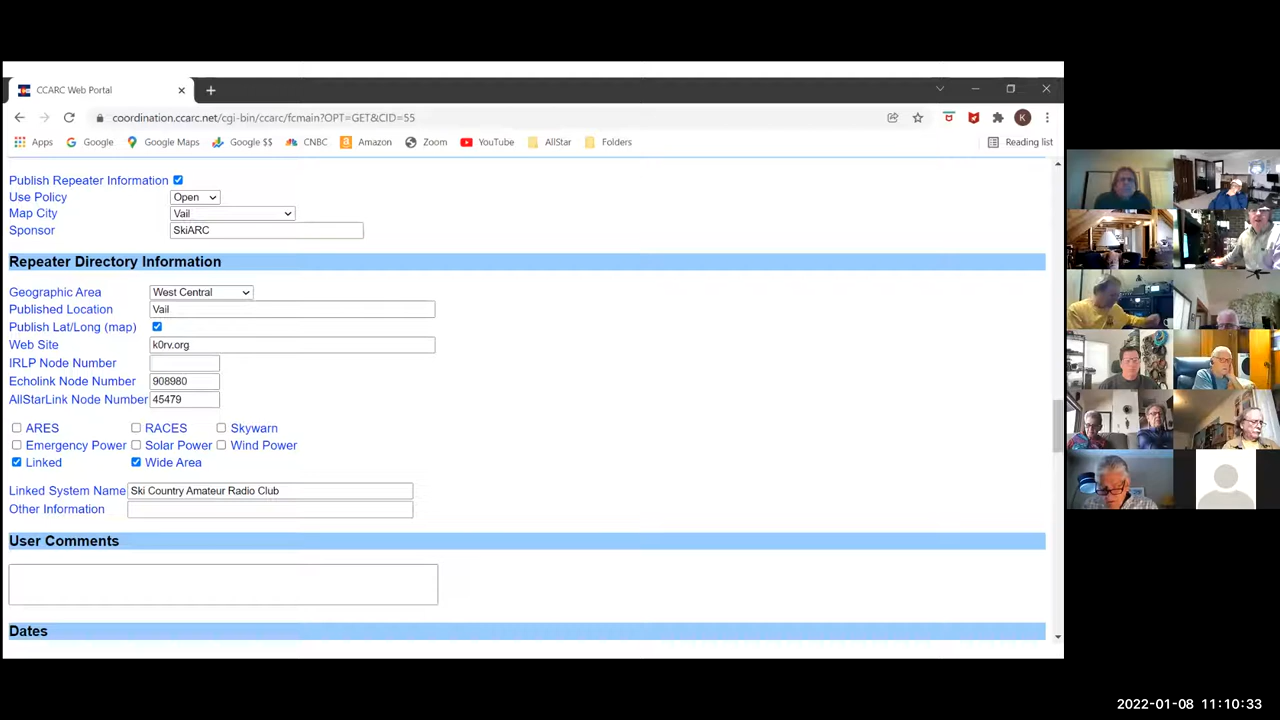 CCARC Web Portal
coordination.ccarc.net/cgi-bin/ccarc/fcmain?OPT=GET&CID=55
K
Apps Google Google Maps Google $$ CNBC Amazon Zoom YouTube AllStar Folders Reading list
Publish Repeater Information
Use Policy Open
Map City Vail
Sponsor SkiARC
Repeater Directory Information
Geographic Area West Central
Published Location Vail
Publish Lat/Long (map)
Web Site k0rv.org
IRLP Node Number
Echolink Node Number 908980
AllStarLink Node Number 45479
ARES RACES Skywarn
Emergency Power Solar Power Wind Power
Linked Wide Area
Linked System Name Ski Country Amateur Radio Club
Other Information
User Comments
Dates
2022-01-08 11:10:33